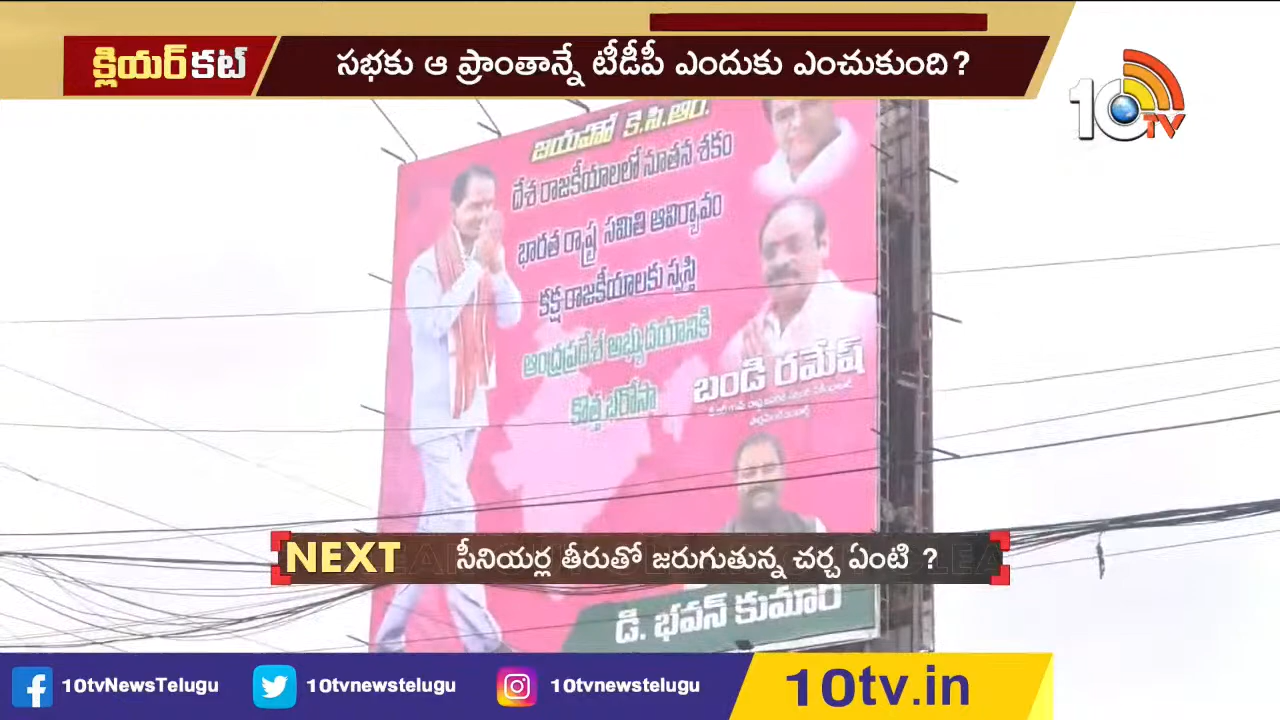 క్లియర్ కట్
సభకు ఆ ప్రాంతాన్నే టీడీపీ ఎందుకు ఎంచుకుంది?
10TV
జయహో కె.సి.ఆర్.
దేశ రాజకీయాలలో నూతన శకం
భారత రాష్ట్ర సమితి ఆవిర్భావం
కక్ష రాజకీయాలకు స్వస్తి
ఆంధ్రప్రదేశ్ అభ్యుదయానికి
కొత్త భరోసా
బండి రమేష్
NEXT సీనియర్ల తీరుతో జరుగుతున్న చర్చ ఏంటి ?
డి. భవన్ కుమార్
10tvNewsTelugu
10tvnewstelugu
10tvnewstelugu
10tv.in